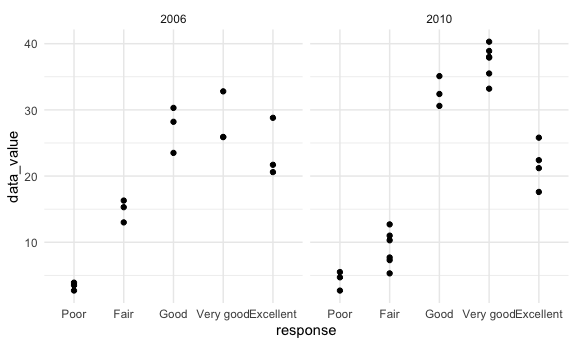 2006 2010
data_value
40
30
20
10
Poor Fair Good Very good Excellent Poor Fair Good Very good Excellent
response